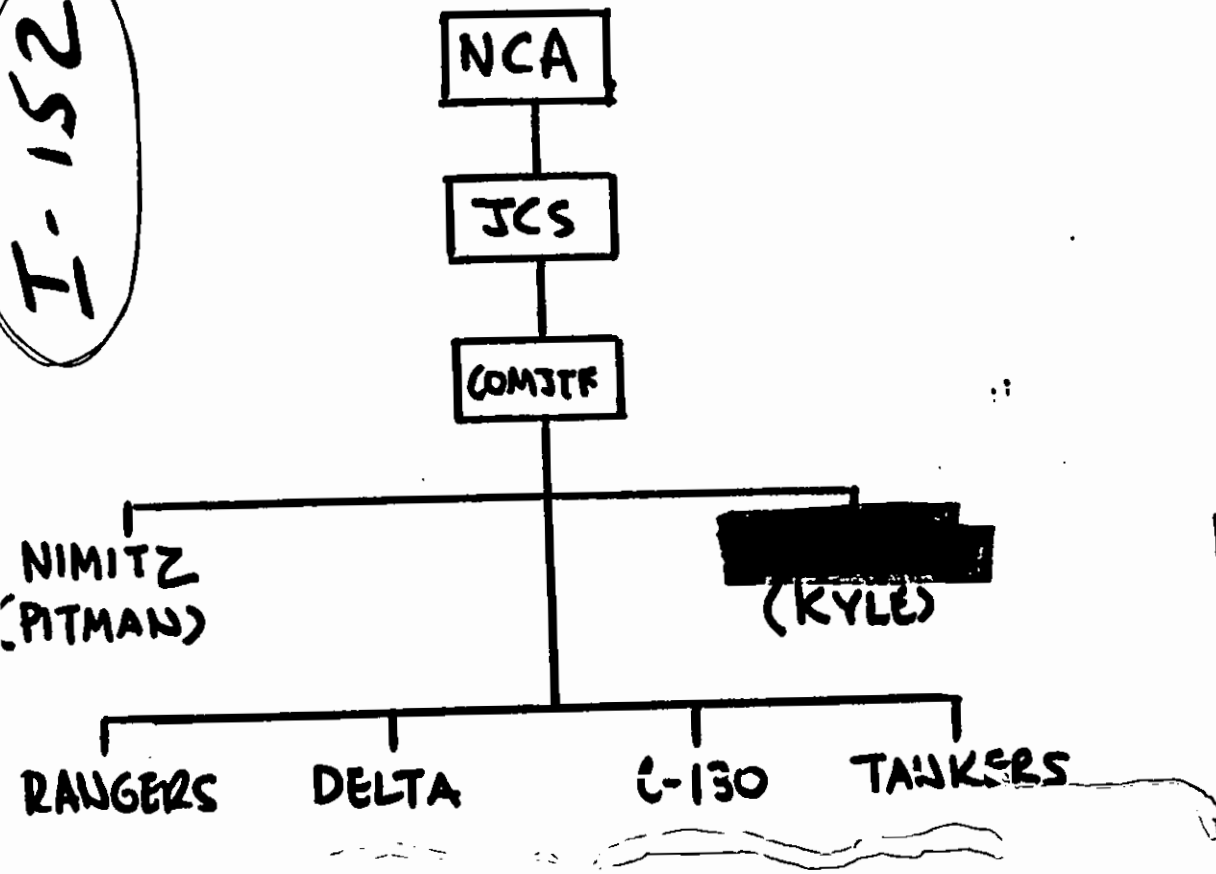 I-152
NCA
JCS
COMJTF
NIMITZ
(PITMAN)
(KYLE)
RANGERS DELTA C-130 TANKERS